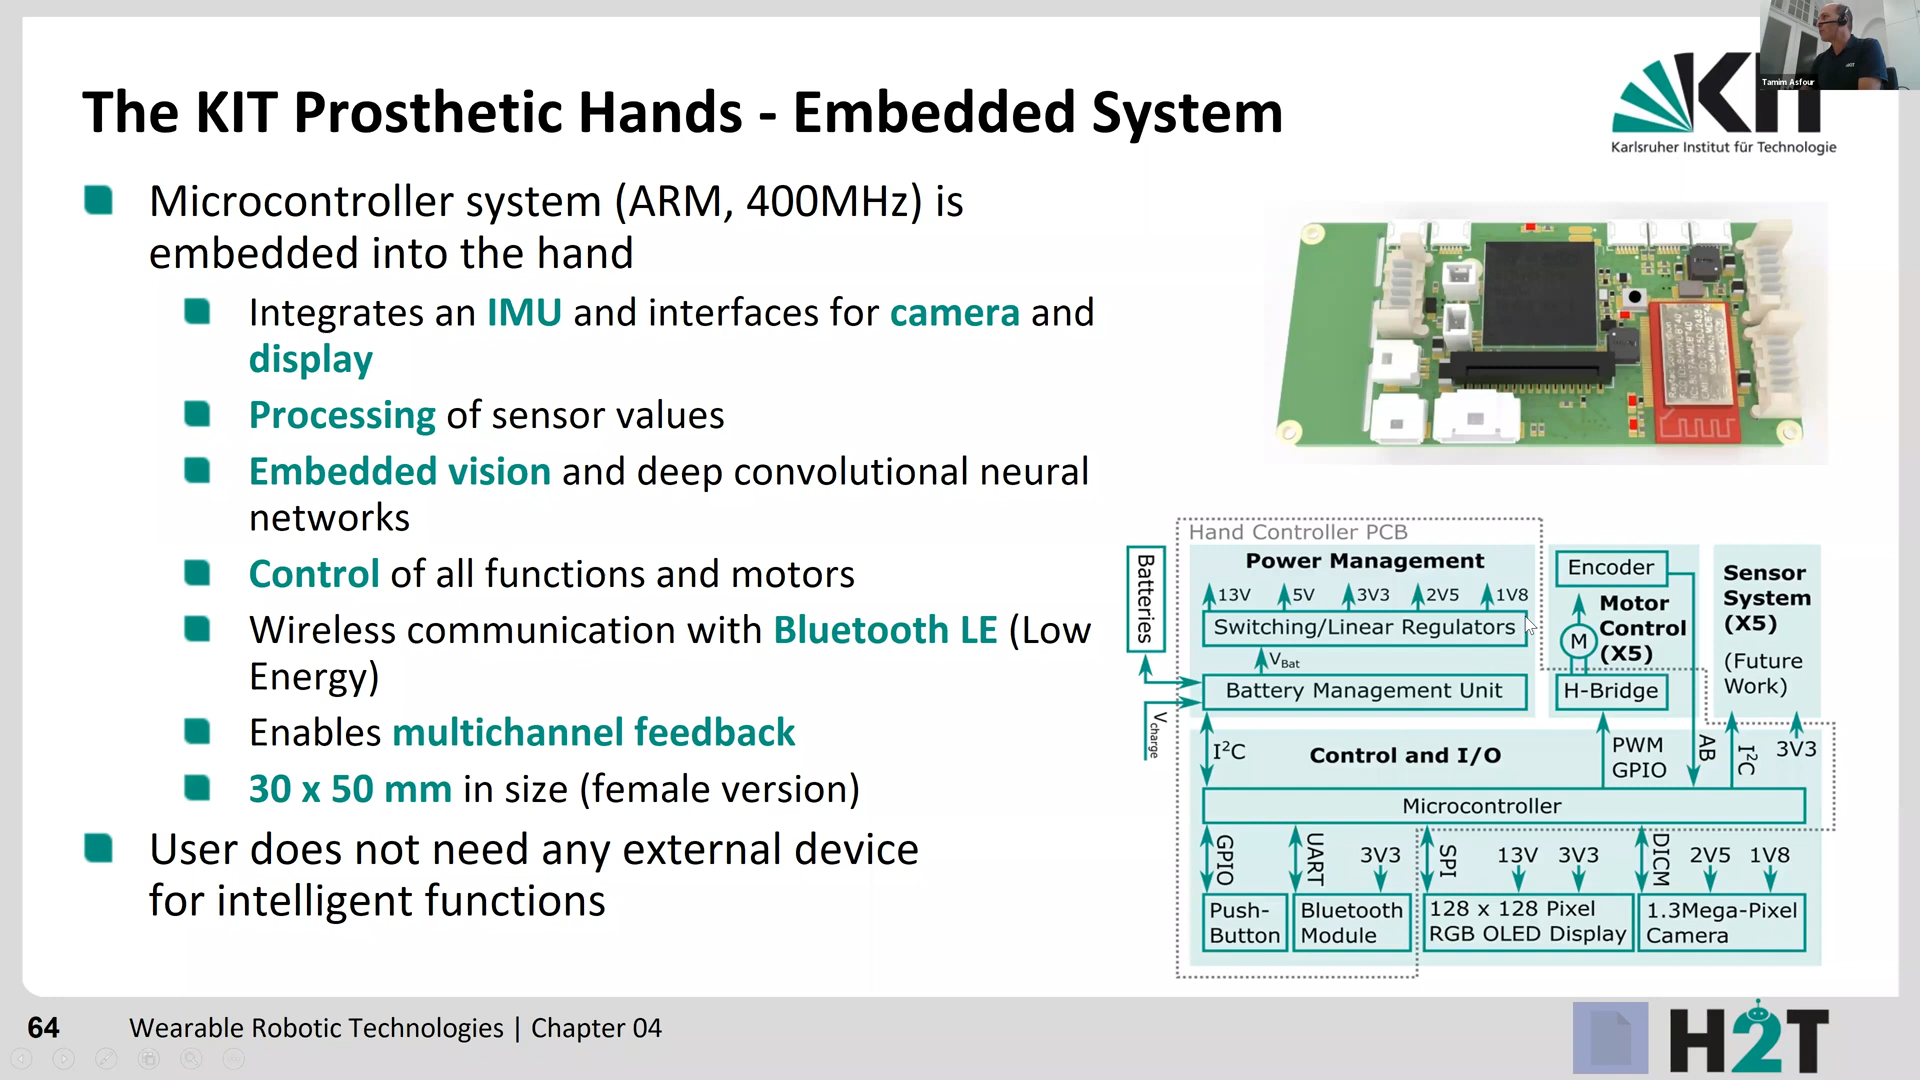 The KIT Prosthetic Hands - Embedded System
Tamim Asfour
KIT
Karlsruher Institut für Technologie
Microcontroller system (ARM, 400MHz) is
embedded into the hand
Integrates an IMU and interfaces for camera and
display
Processing of sensor values
Embedded vision and deep convolutional neural
networks
Control of all functions and motors
Wireless communication with Bluetooth LE (Low
Energy)
Enables multichannel feedback
30 x 50 mm in size (female version)
User does not need any external device
for intelligent functions
Hand Controller PCB
Batteries
Power Management
13V 5V 3V3 2V5 1V8
Switching/Linear Regulators
VBat
Battery Management Unit
Vcharge
Encoder
M
Motor
Control
(X5)
H-Bridge
Sensor
System
(X5)
(Future
Work)
I²C
Control and I/O
PWM
GPIO
AB
I²C
3V3
Microcontroller
GPIO
UART
3V3
SPI
13V 3V3
DICM
2V5 1V8
Push-
Button
Bluetooth
Module
128 x 128 Pixel
RGB OLED Display
1.3Mega-Pixel
Camera
64
Wearable Robotic Technologies | Chapter 04
H2T